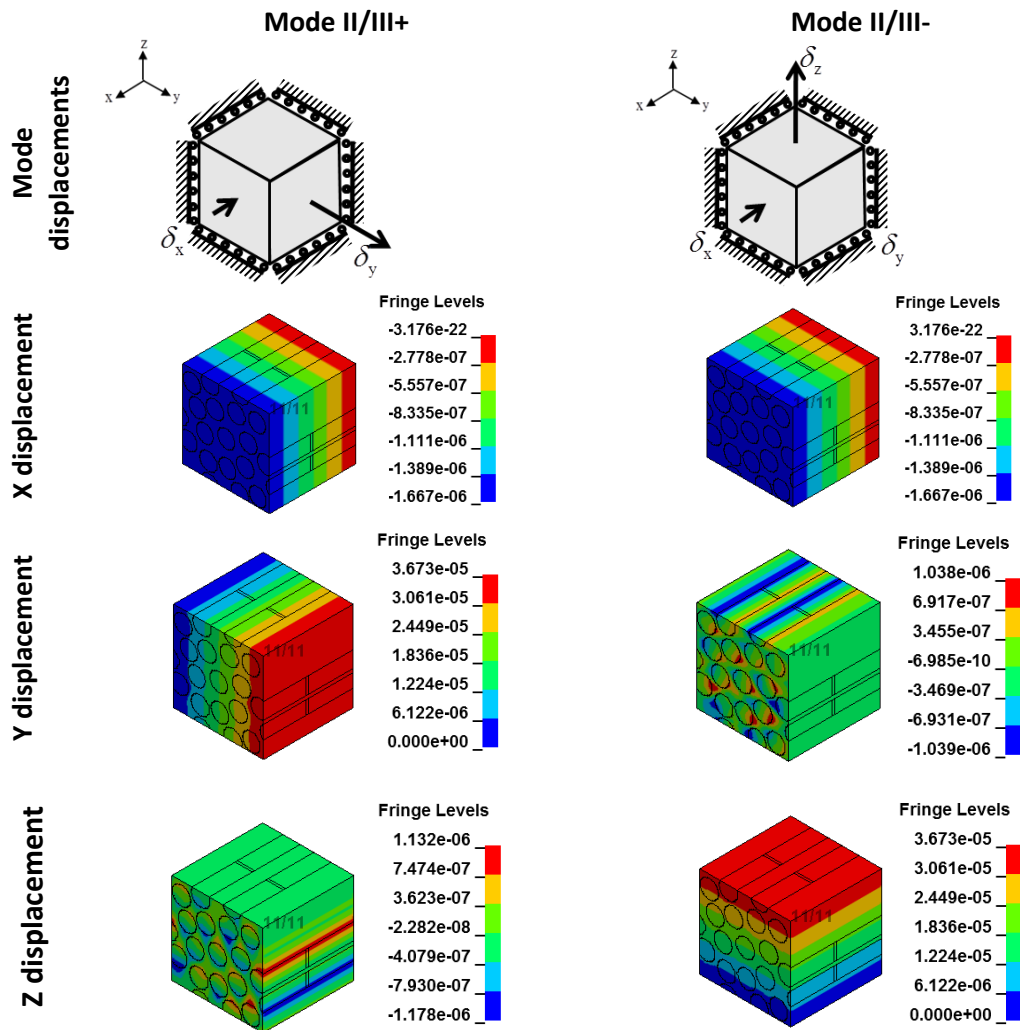 Mode II/III+
Mode II/III-
Mode
displacements
z
x
y
δx
δy
z
x
y
δz
δx
δy
X displacement
Fringe Levels
-3.176e-22
-2.778e-07
-5.557e-07
-8.335e-07
-1.111e-06
-1.389e-06
-1.667e-06
11/11
Fringe Levels
3.176e-22
-2.778e-07
-5.557e-07
-8.335e-07
-1.111e-06
-1.389e-06
-1.667e-06
11/11
Y displacement
Fringe Levels
3.673e-05
3.061e-05
2.449e-05
1.836e-05
1.224e-05
6.122e-06
0.000e+00
11/11
Fringe Levels
1.038e-06
6.917e-07
3.455e-07
-6.985e-10
-3.469e-07
-6.931e-07
-1.039e-06
11/11
Z displacement
Fringe Levels
1.132e-06
7.474e-07
3.623e-07
-2.282e-08
-4.079e-07
-7.930e-07
-1.178e-06
11/11
Fringe Levels
3.673e-05
3.061e-05
2.449e-05
1.836e-05
1.224e-05
6.122e-06
0.000e+00
11/11